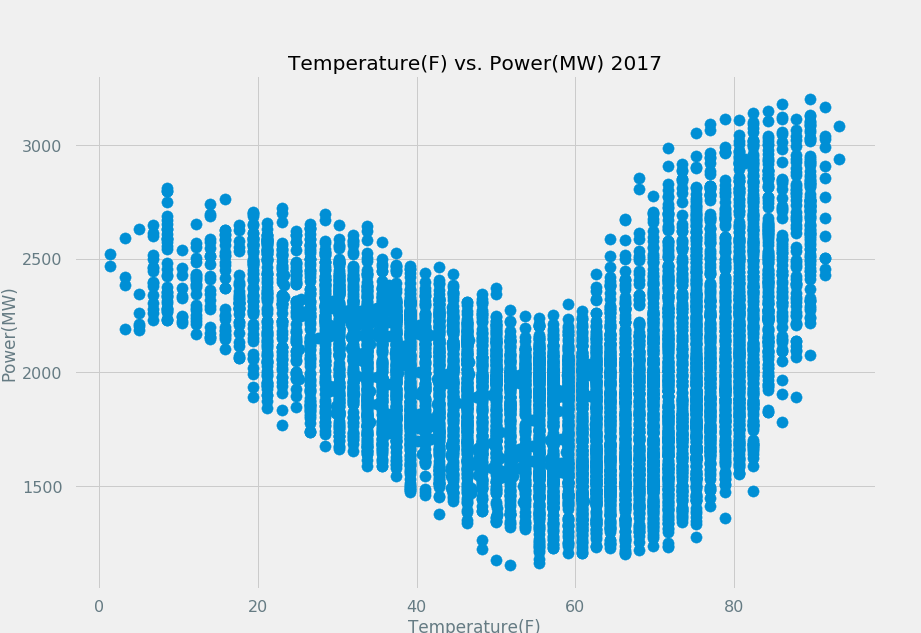 Temperature(F) vs. Power(MW) 2017
3000
2500
2000
1500
Power(MW)
0 20 40 60 80
Temperature(F)